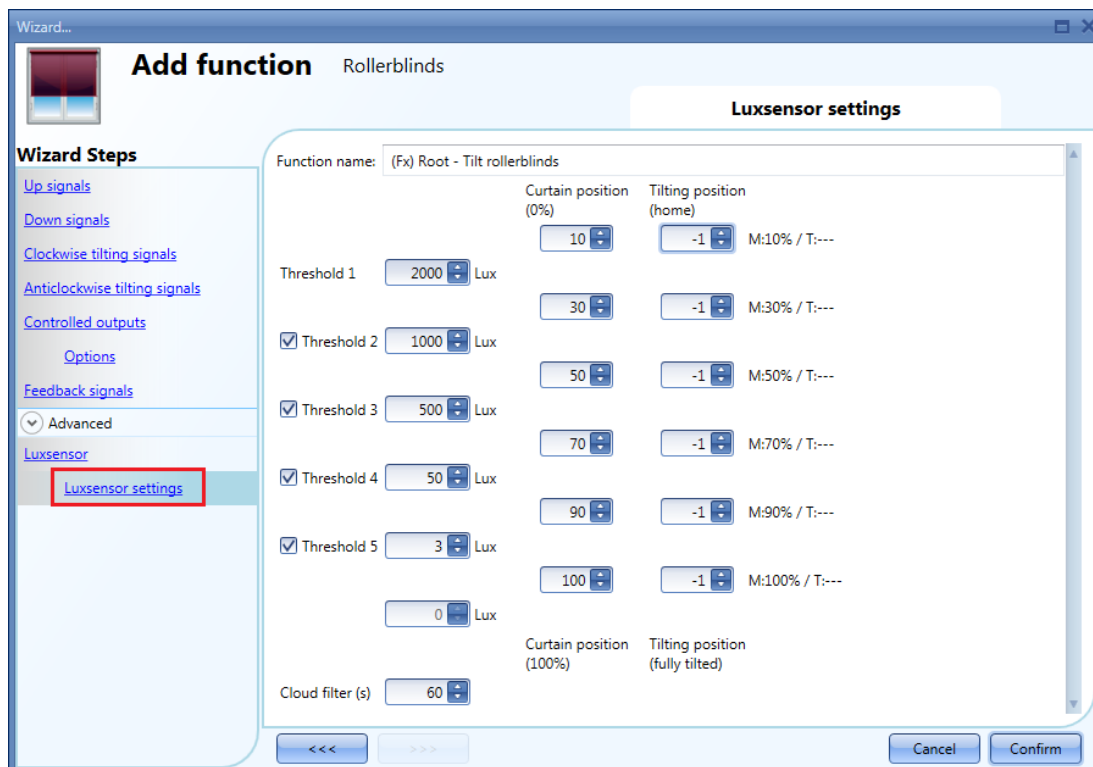 Wizard...
Add function Rollerblinds
Luxsensor settings
Wizard Steps
Up signals
Down signals
Clockwise tilting signals
Anticlockwise tilting signals
Controlled outputs
Options
Feedback signals
Advanced
Luxsensor
Luxsensor settings
Function name: (Fx) Root - Tilt rollerblinds
Curtain position (0%)
Tilting position (home)
10 -1 M:10% / T:---
Threshold 1 2000 Lux
30 -1 M:30% / T:---
Threshold 2 1000 Lux
50 -1 M:50% / T:---
Threshold 3 500 Lux
70 -1 M:70% / T:---
Threshold 4 50 Lux
90 -1 M:90% / T:---
Threshold 5 3 Lux
100 -1 M:100% / T:---
0 Lux
Curtain position (100%)
Tilting position (fully tilted)
Cloud filter (s) 60
<<< >>> Cancel Confirm